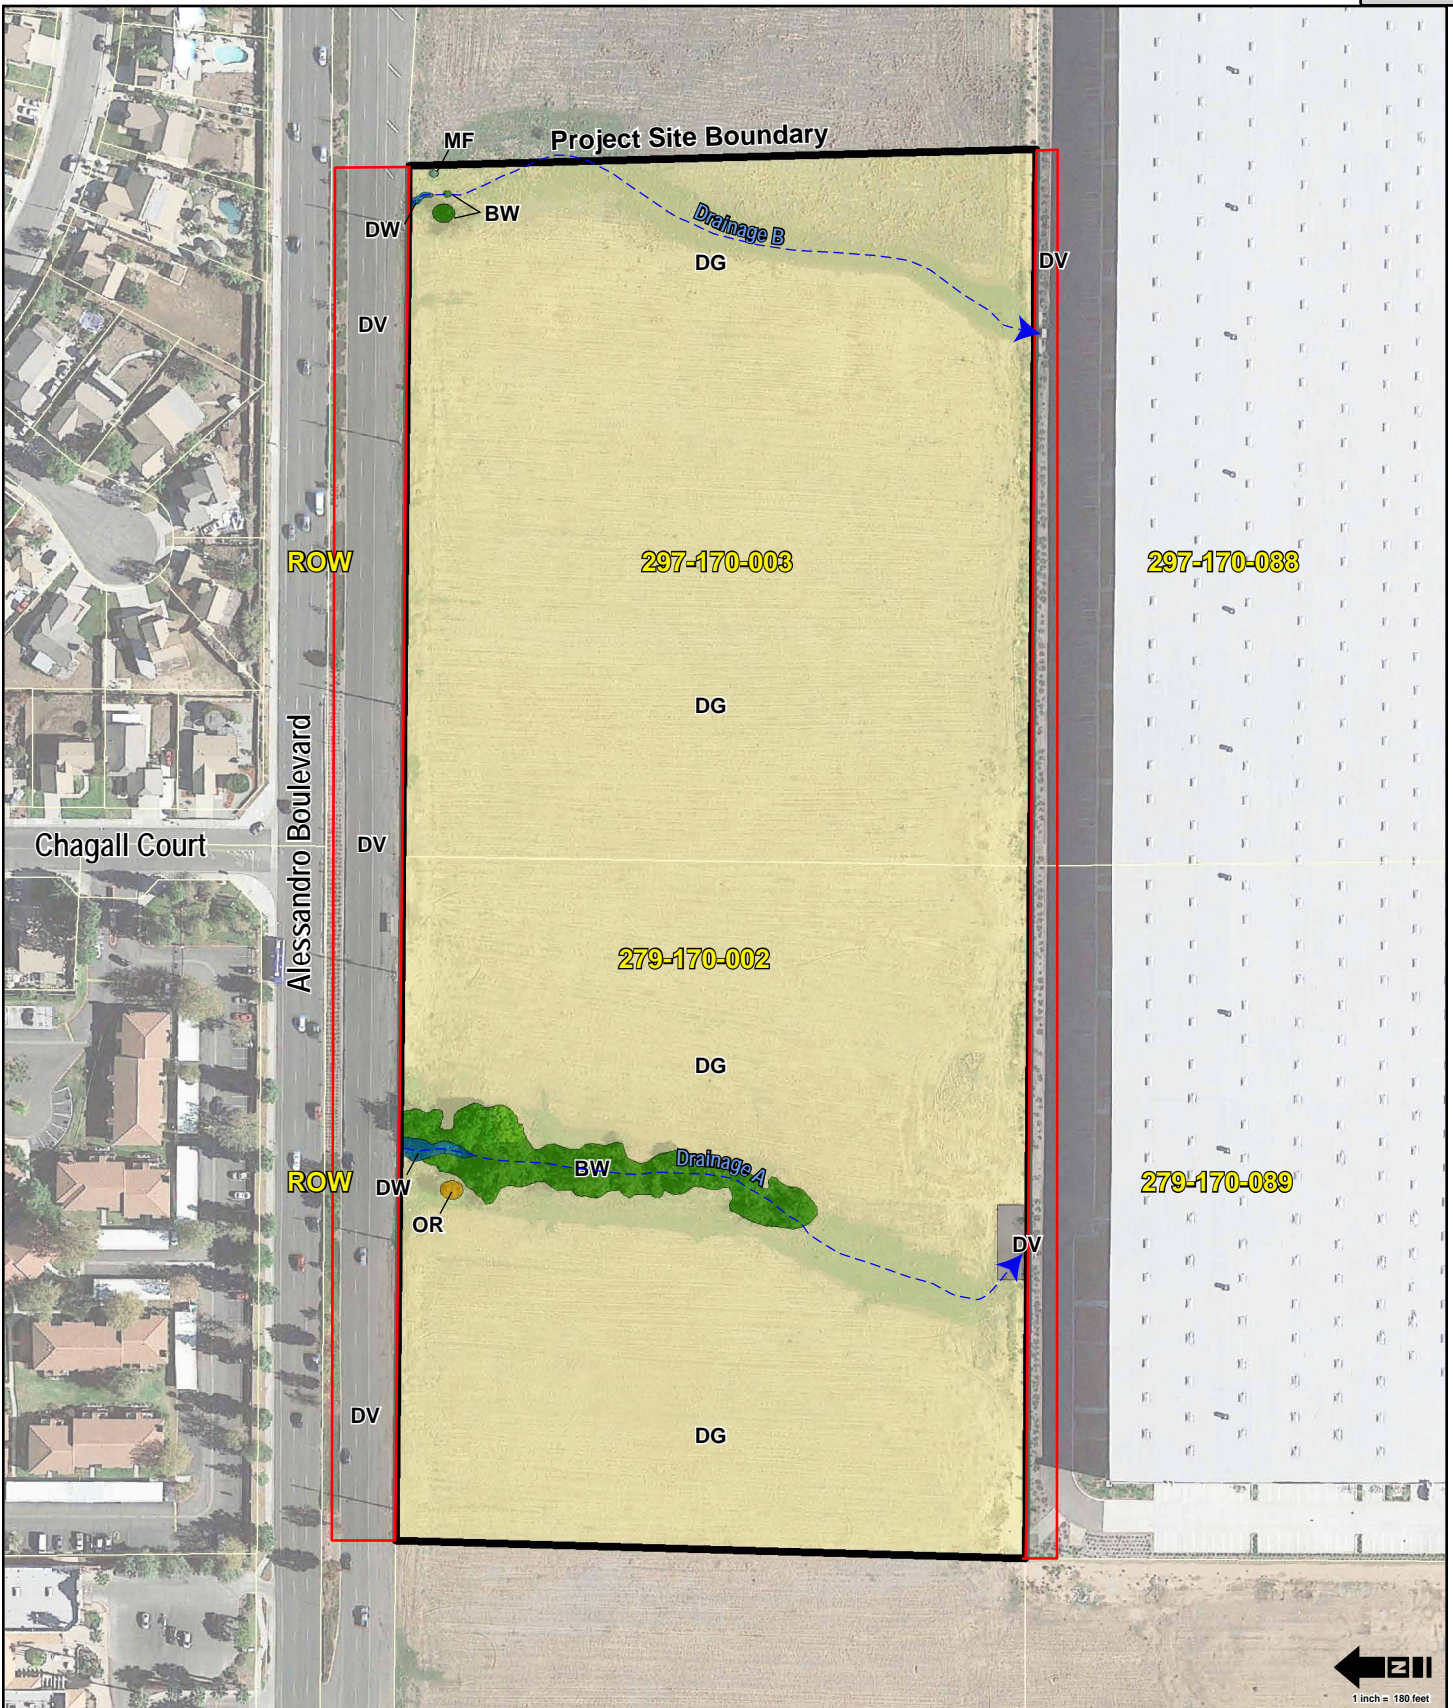 MF
Project Site Boundary
DW
BW
Drainage B
DG
DV
DV
ROW
297-170-003
297-170-088
DG
Alessandro Boulevard
Chagall Court
DV
279-170-002
DG
Drainage A
BW
ROW
DW
279-170-089
OR
DV
DV
DG
N
1 inch = 180 feet